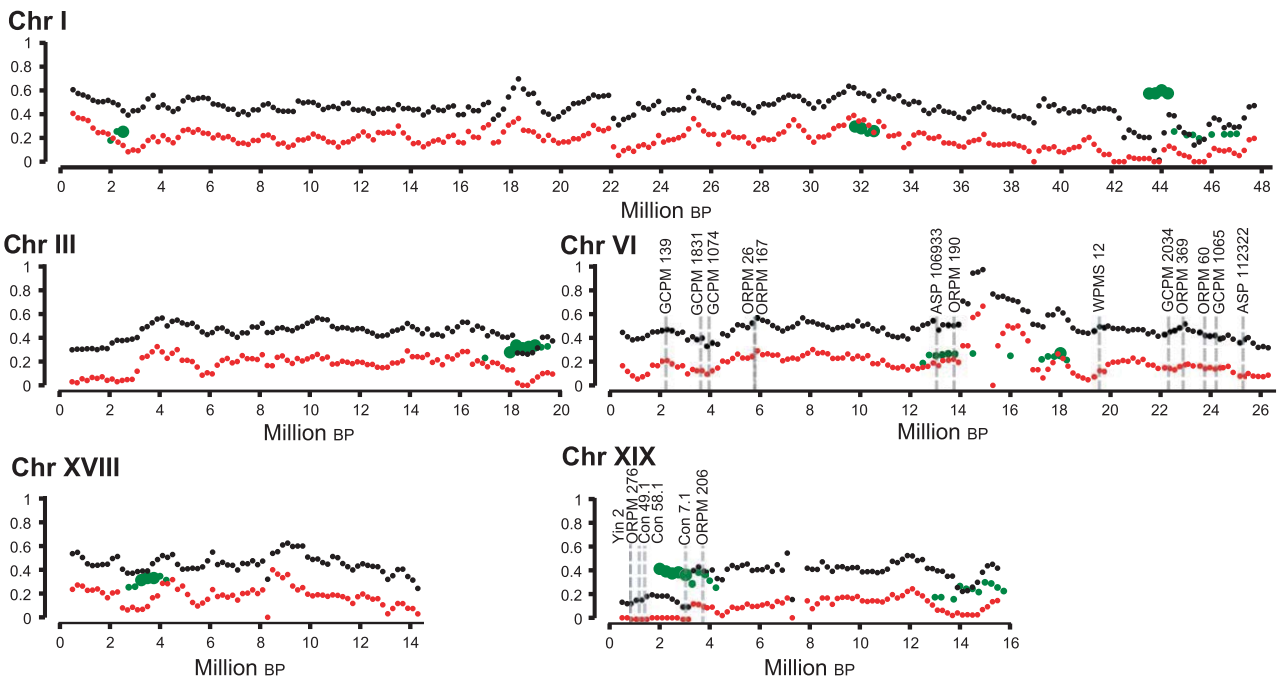 Chr I
1
0.8
0.6
0.4
0.2
0
0 2 4 6 8 10 12 14 16 18 20 22 24 26 28 30 32 34 36 38 40 42 44 46 48
Million BP
Chr III
1
0.8
0.6
0.4
0.2
0
0 2 4 6 8 10 12 14 16 18 20
Million BP
Chr VI
GCPM 139
GCPM 1831
GCPM 1074
ORPM 26
ORPM 167
ASP 106933
ORPM 190
WPMS 12
GCPM 2034
ORPM 369
ORPM 60
GCPM 1065
ASP 112322
1
0.8
0.6
0.4
0.2
0
0 2 4 6 8 10 12 14 16 18 20 22 24 26
Million BP
Chr XVIII
1
0.8
0.6
0.4
0.2
0
0 2 4 6 8 10 12 14
Million BP
Chr XIX
Yin 2
ORPM 276
Con 49.1
Con 58.1
Con 7.1
ORPM 206
1
0.8
0.6
0.4
0.2
0
0 2 4 6 8 10 12 14 16
Million BP